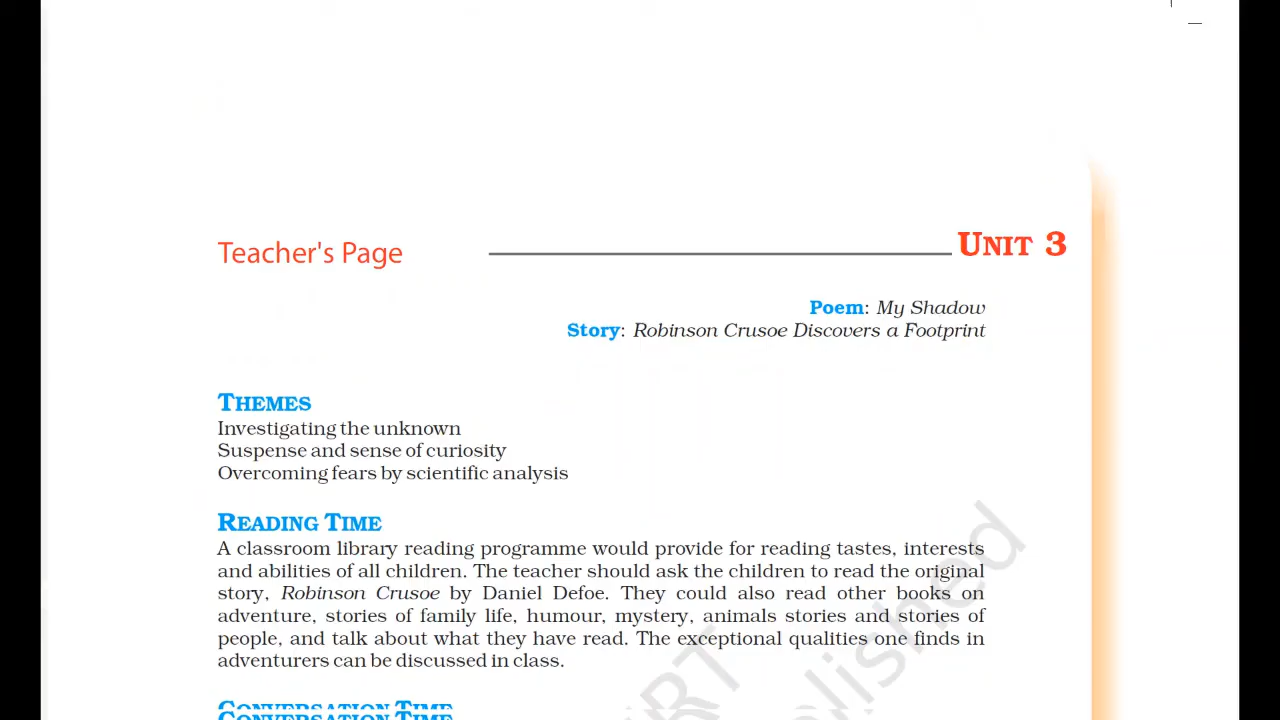 Teacher's Page
UNIT 3
Poem: My Shadow
Story: Robinson Crusoe Discovers a Footprint
THEMES
Investigating the unknown
Suspense and sense of curiosity
Overcoming fears by scientific analysis
READING TIME
A classroom library reading programme would provide for reading tastes, interests
and abilities of all children. The teacher should ask the children to read the original
story, Robinson Crusoe by Daniel Defoe. They could also read other books on
adventure, stories of family life, humour, mystery, animals stories and stories of
people, and talk about what they have read. The exceptional qualities one finds in
adventurers can be discussed in class.
CONVERSATION TIME